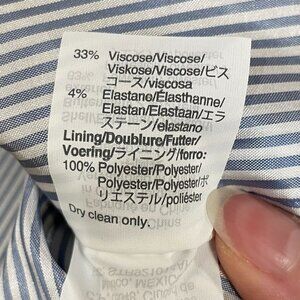 33% Viscose/Viscose/
Viskose/Viscose/ビス
コース/viscosa
4% Elastane/Élasthanne/
Elastan/Elastaan/エラ
ステーン/elastano
Lining/Doublure/Futter/
Voering/ライニング/forro:
100% Polyester/Polyester/
Polyester/Polyester/ポ
リエステル/poliéster
Dry clean only.